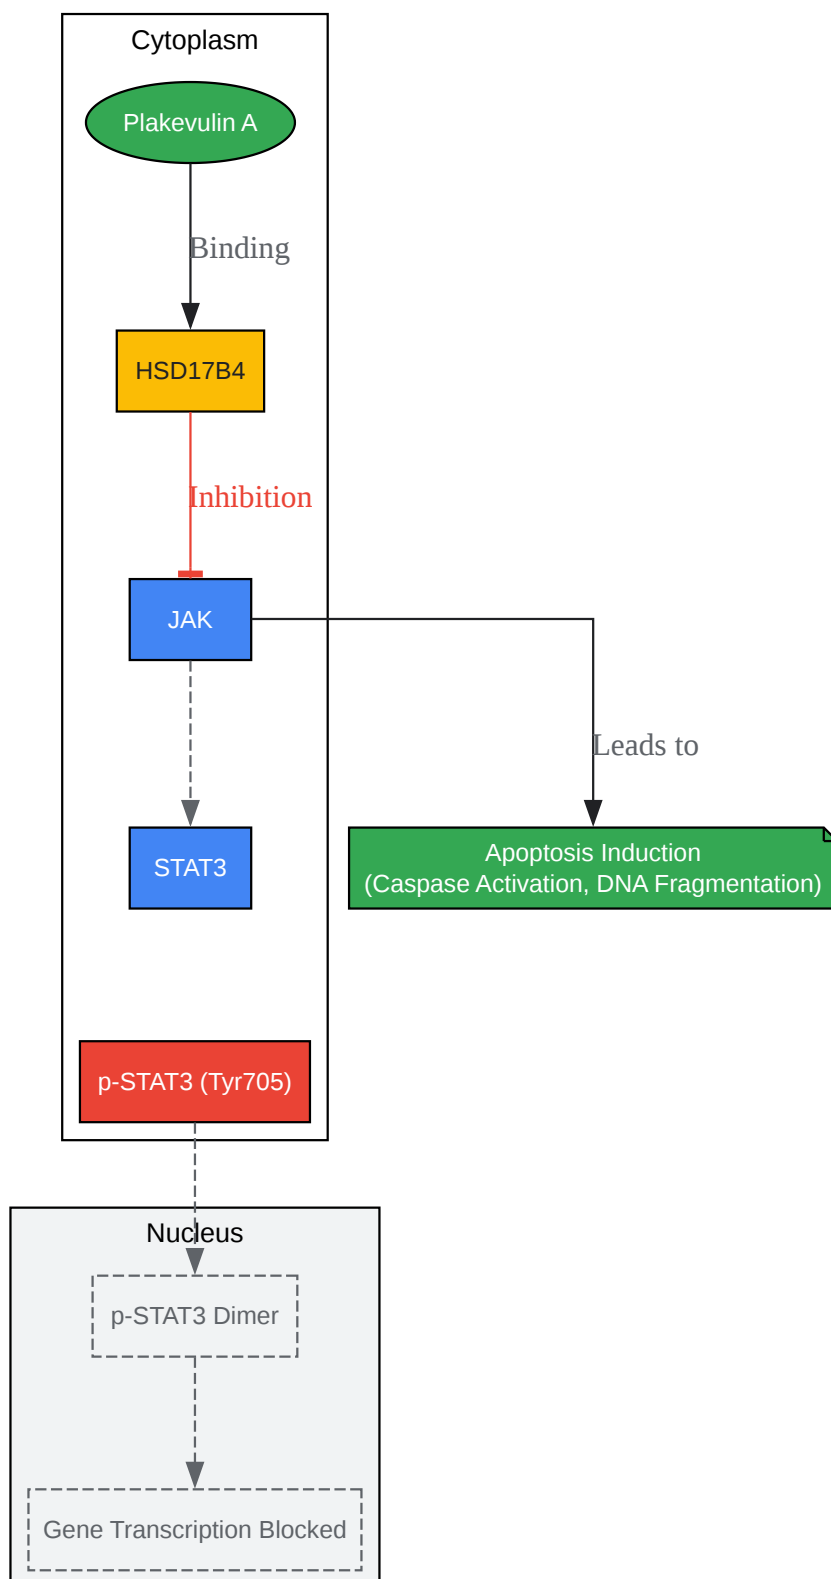 Cytoplasm
Plakevulin A
Binding
HSD17B4
Inhibition
JAK
Leads to
STAT3
Apoptosis Induction
(Caspase Activation, DNA Fragmentation)
p-STAT3 (Tyr705)
Nucleus
p-STAT3 Dimer
Gene Transcription Blocked